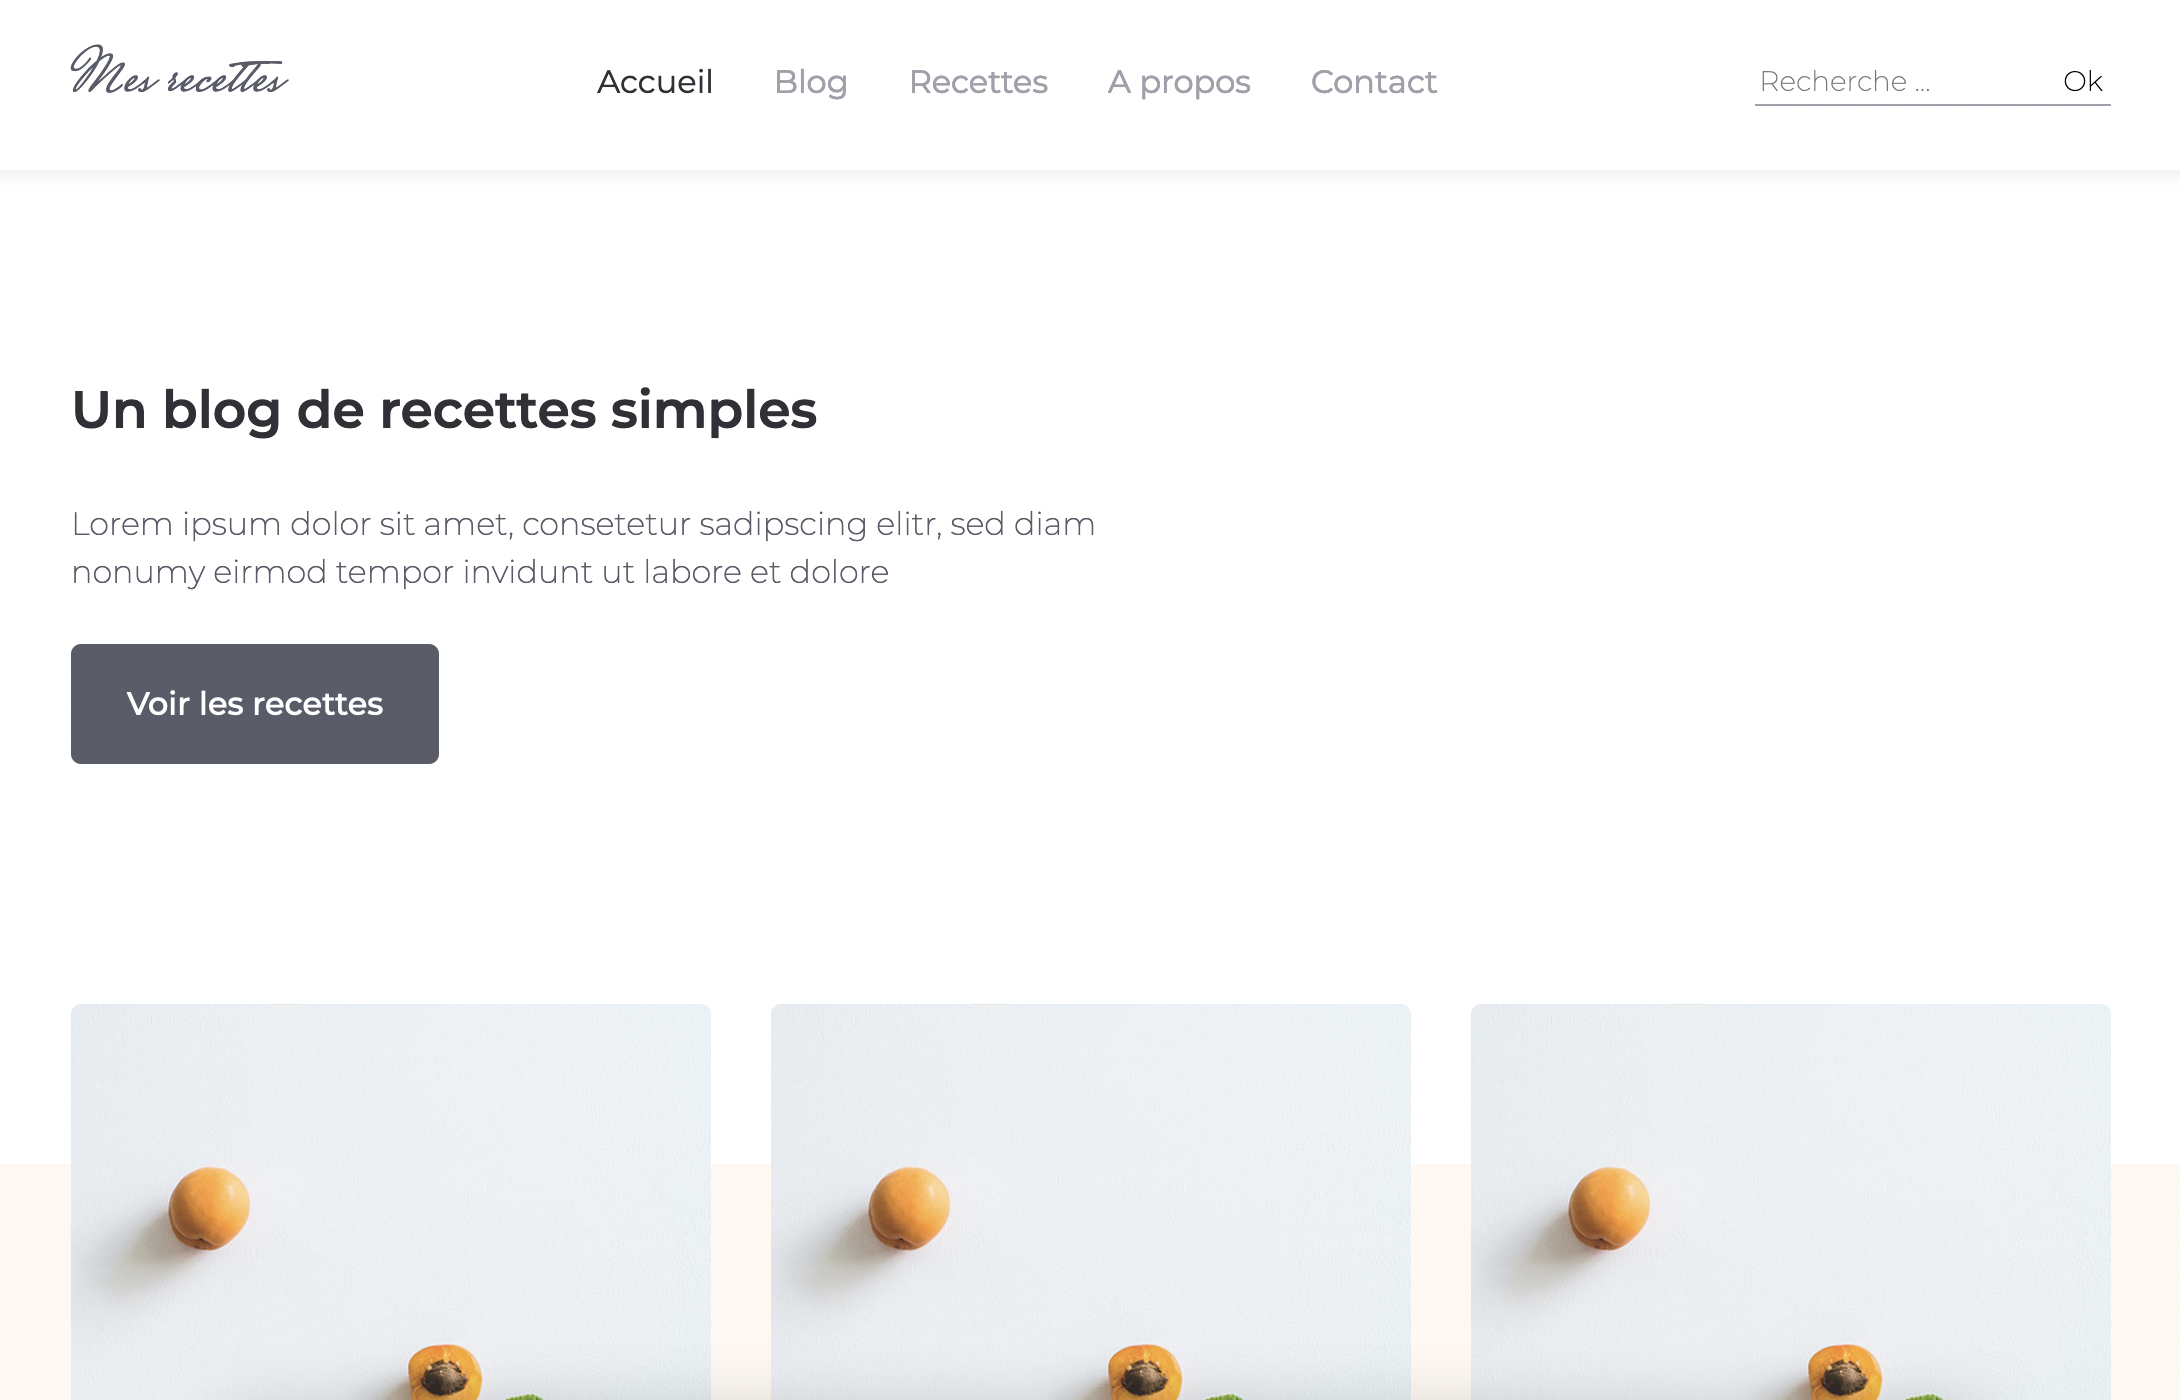 Mes recettes
Accueil Blog Recettes A propos Contact
Recherche ... Ok
Un blog de recettes simples
Lorem ipsum dolor sit amet, consetetur sadipscing elitr, sed diam
nonumy eirmod tempor invidunt ut labore et dolore
Voir les recettes